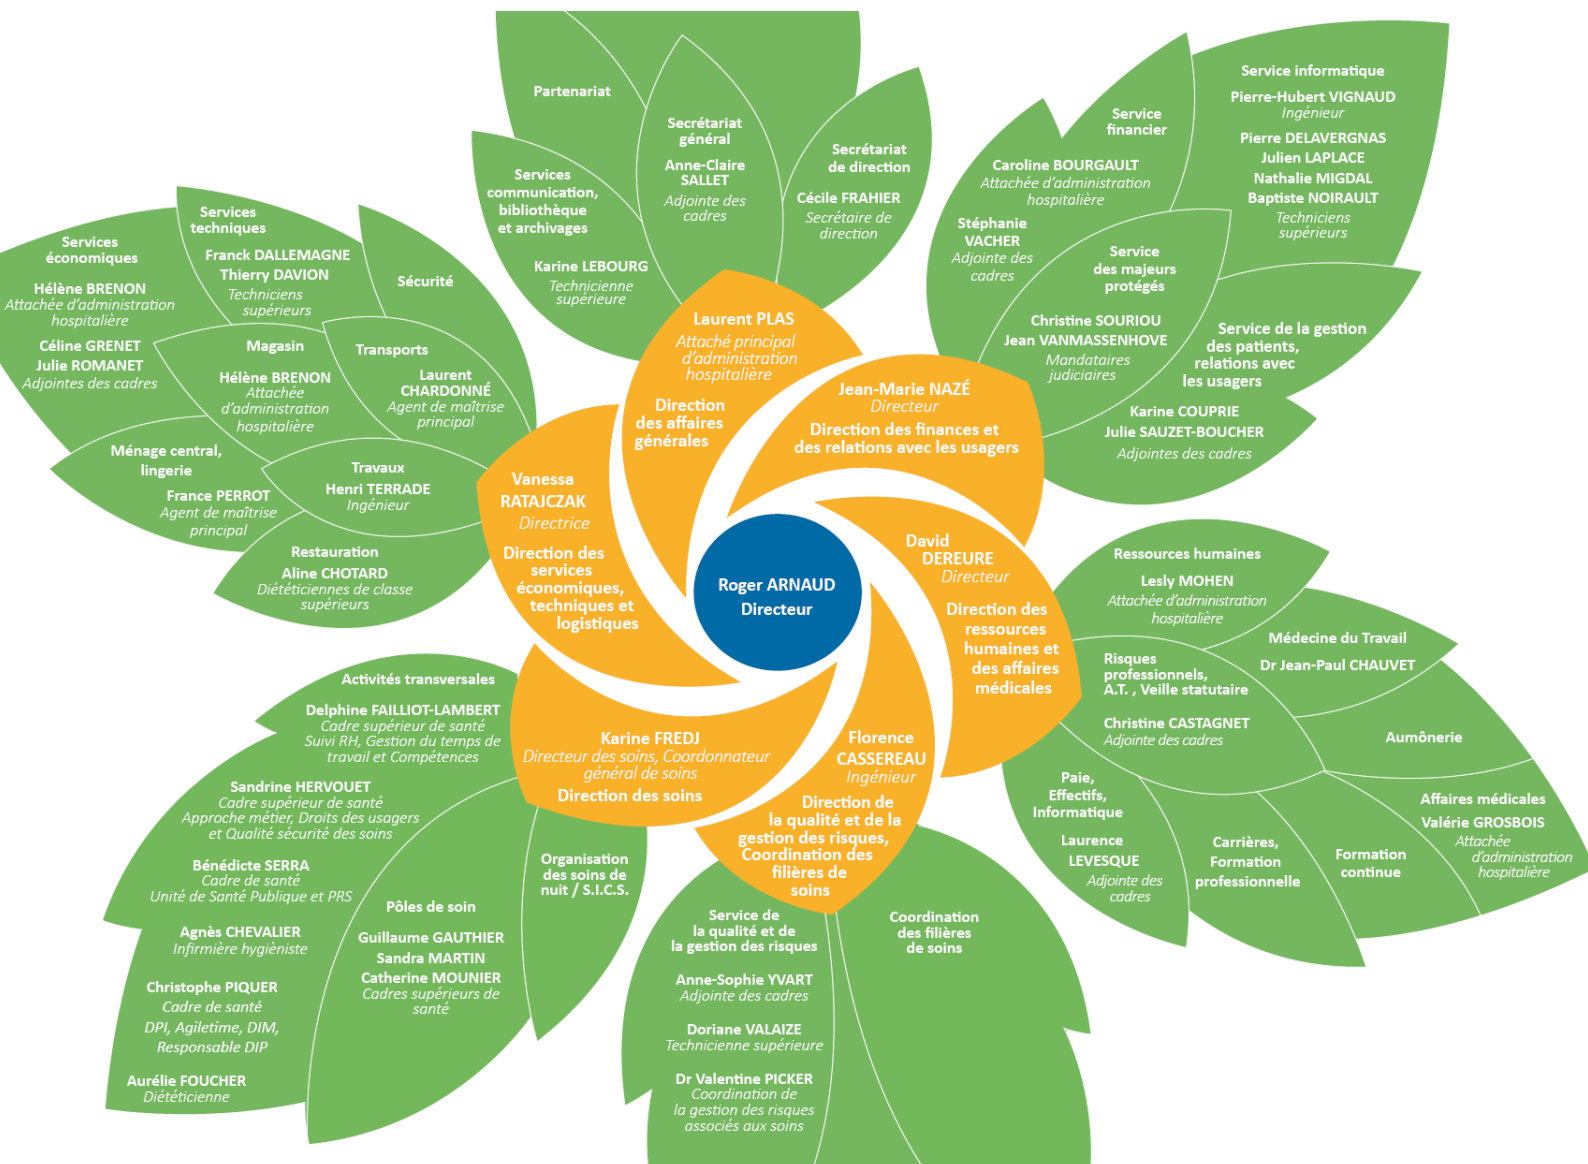 Partenariat
Secrétariat
général
Anne-Claire
SALLET
Adjointe des
cadres
Secrétariat
de direction
Cécile FRAHIER
Secrétaire de
direction
Services
communication,
bibliothèque
et archivages
Karine LEBOURG
Technicienne
supérieure
Laurent PLAS
Attaché principal
d’administration
hospitalière
Direction
des affaires
générales
Service
financier
Caroline BOURGAULT
Attachée d’administration
hospitalière
Stéphanie
VACHER
Adjointe des
cadres
Service informatique
Pierre-Hubert VIGNAUD
Ingénieur
Pierre DELAVERGNAS
Julien LAPLACE
Nathalie MIGDAL
Baptiste NOIRAULT
Techniciens
supérieurs
Service
des majeurs
protégés
Christine SOURIOU
Jean VANMASSENHOVE
Mandataires
judiciaires
Service de la gestion
des patients,
relations avec
les usagers
Karine COUPRIE
Julie SAUZET-BOUCHER
Adjointes des cadres
Jean-Marie NAZÉ
Directeur
Direction des finances et
des relations avec les usagers
Services
économiques
Hélène BRENON
Attachée d’administration
hospitalière
Céline GRENET
Julie ROMANET
Adjointes des cadres
Services
techniques
Franck DALLEMAGNE
Thierry DAVION
Techniciens
supérieurs
Sécurité
Magasin
Hélène BRENON
Attachée
d’administration
hospitalière
Transports
Laurent
CHARDONNÉ
Agent de maîtrise
principal
Ménage central,
lingerie
France PERROT
Agent de maîtrise
principal
Travaux
Henri TERRADE
Ingénieur
Restauration
Aline CHOTARD
Diététiciennes de classe
supérieurs
Vanessa
RATAJCZAK
Directrice
Direction des
services
économiques,
techniques et
logistiques
Roger ARNAUD
Directeur
David
DEREURE
Directeur
Direction des
ressources
humaines et
des affaires
médicales
Ressources humaines
Lesly MOHEN
Attachée d’administration
hospitalière
Médecine du Travail
Dr Jean-Paul CHAUVET
Risques
professionnels,
A.T. , Veille statutaire
Christine CASTAGNET
Adjointe des cadres
Aumônerie
Paie,
Effectifs,
Informatique
Laurence
LEVESQUE
Adjointe des
cadres
Carrières,
Formation
professionnelle
Formation
continue
Affaires médicales
Valérie GROSBOIS
Attachée
d’administration
hospitalière
Karine FREDJ
Directeur des soins, Coordonnateur
général de soins
Direction des soins
Florence
CASSEREAU
Ingénieur
Direction de
la qualité et de la
gestion des risques,
Coordination des
filières de
soins
Activités transversales
Delphine FAILLIOT-LAMBERT
Cadre supérieur de santé
Suivi RH, Gestion du temps de
travail et Compétences
Sandrine HERVOUET
Cadre supérieur de santé
Approche métier, Droits des usagers
et Qualité sécurité des soins
Bénédicte SERRA
Cadre de santé
Unité de Santé Publique et PRS
Agnès CHEVALIER
Infirmière hygièniste
Christophe PIQUER
Cadre de santé
DPI, Agiletime, DIM,
Responsable DIP
Aurélie FOUCHER
Diététicienne
Pôles de soin
Guillaume GAUTHIER
Sandra MARTIN
Catherine MOUNIER
Cadres supérieurs de
santé
Organisation
des soins de
nuit / S.I.C.S.
Service de
la qualité et de
la gestion des risques
Anne-Sophie YVART
Adjointe des cadres
Doriane VALAIZE
Technicienne supérieure
Dr Valentine PICKER
Coordination de
la gestion des risques
associés aux soins
Coordination
des filières
de soins